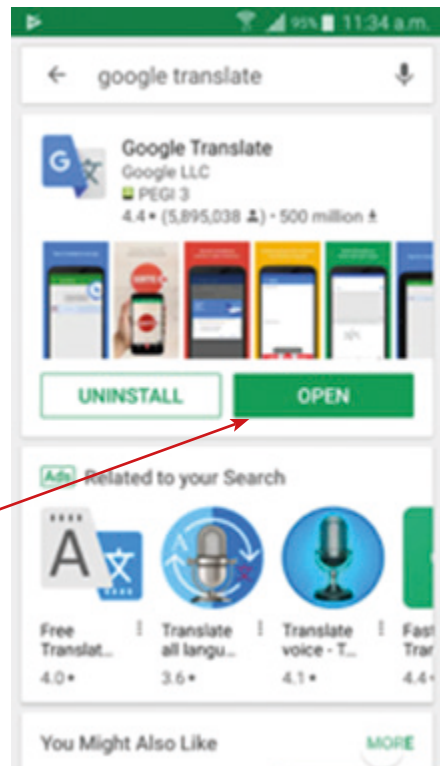 95% 11:34 a.m.
google translate
Google Translate
Google LLC
PEGI 3
4.4 (5,895,038) • 500 million
UNINSTALL OPEN
Ads Related to your Search
Free Translat...
4.0
Translate all langu...
3.6
Translate voice - T...
4.1
Fast Tran
4.4
You Might Also Like MORE